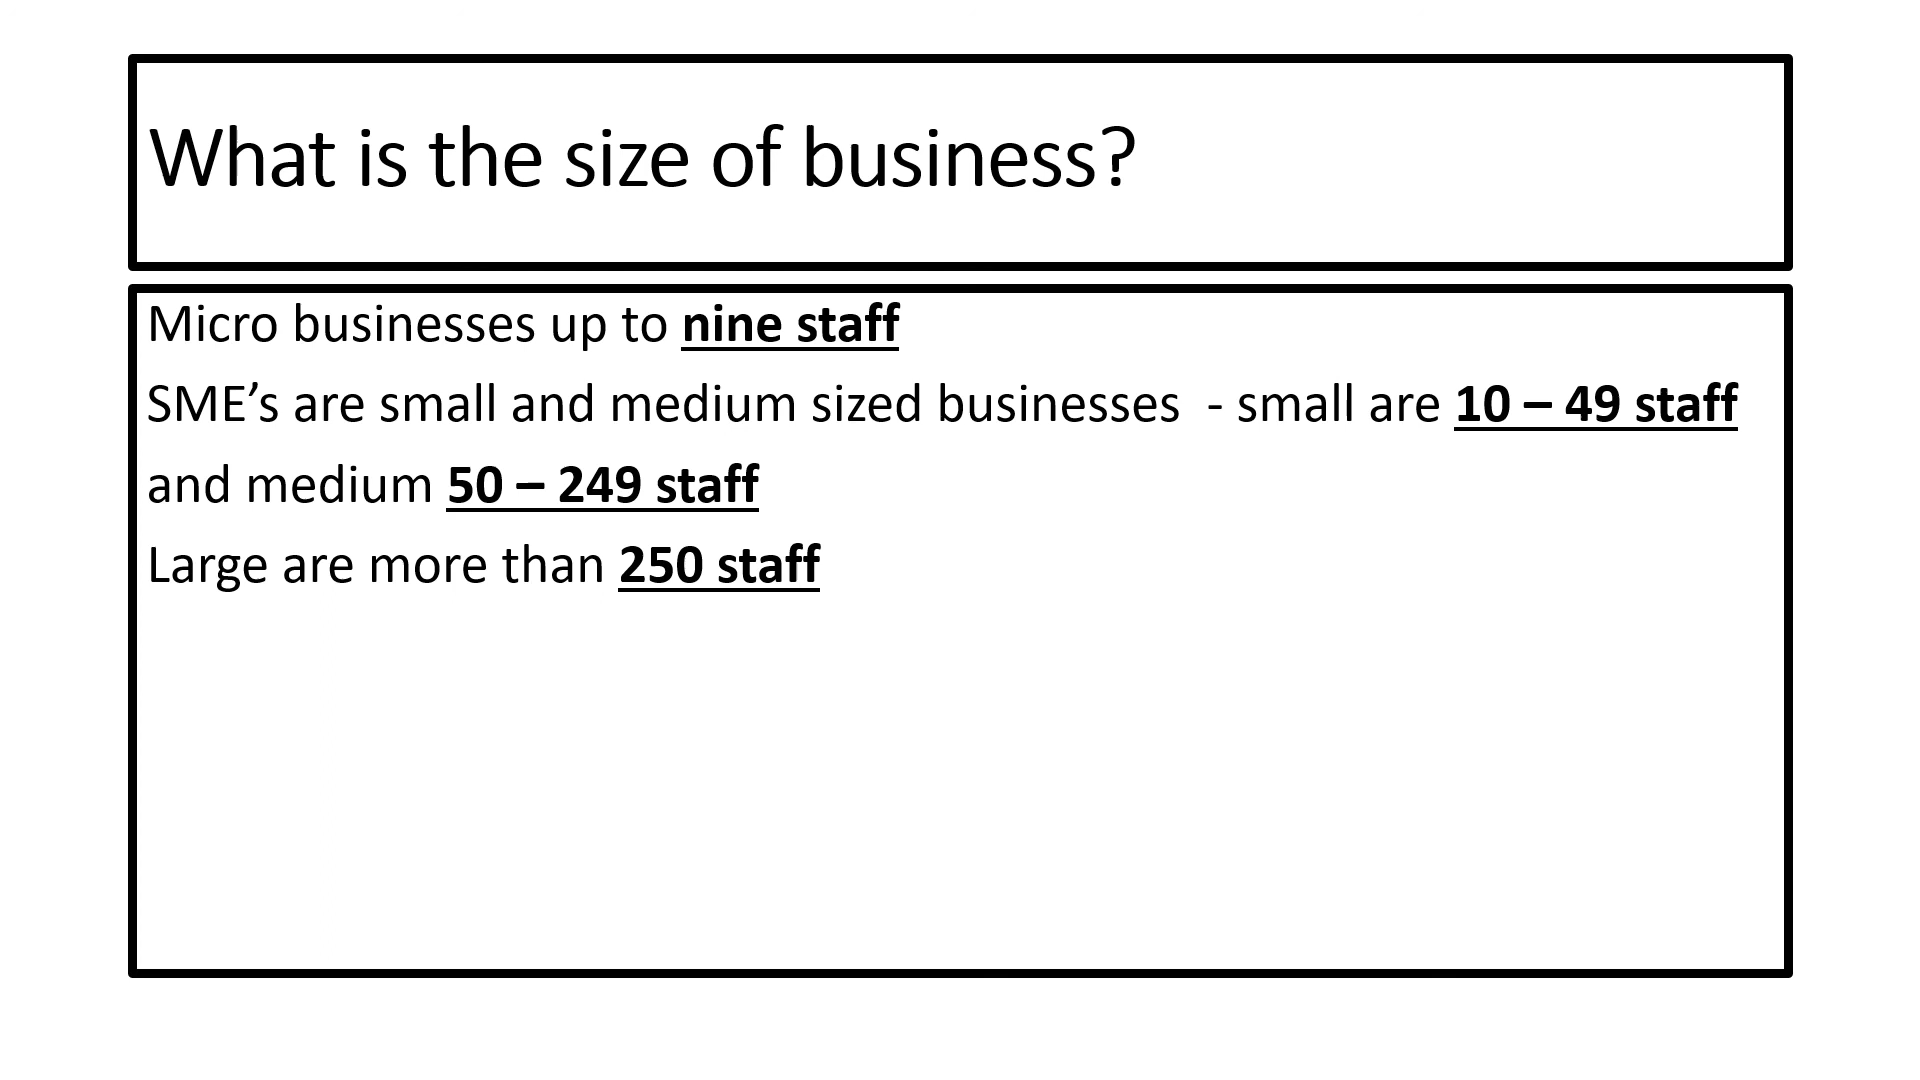 What is the size of business?
Micro businesses up to nine staff
SME’s are small and medium sized businesses  - small are 10 – 49 staff
and medium 50 – 249 staff
Large are more than 250 staff